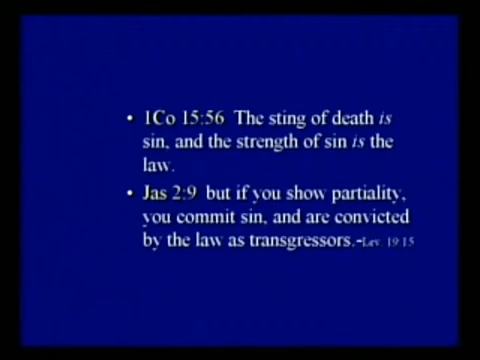 • 1Co 15:56 The sting of death is
sin, and the strength of sin is the
law.
• Jas 2:9 but if you show partiality,
you commit sin, and are convicted
by the law as transgressors.-Lev. 19:15